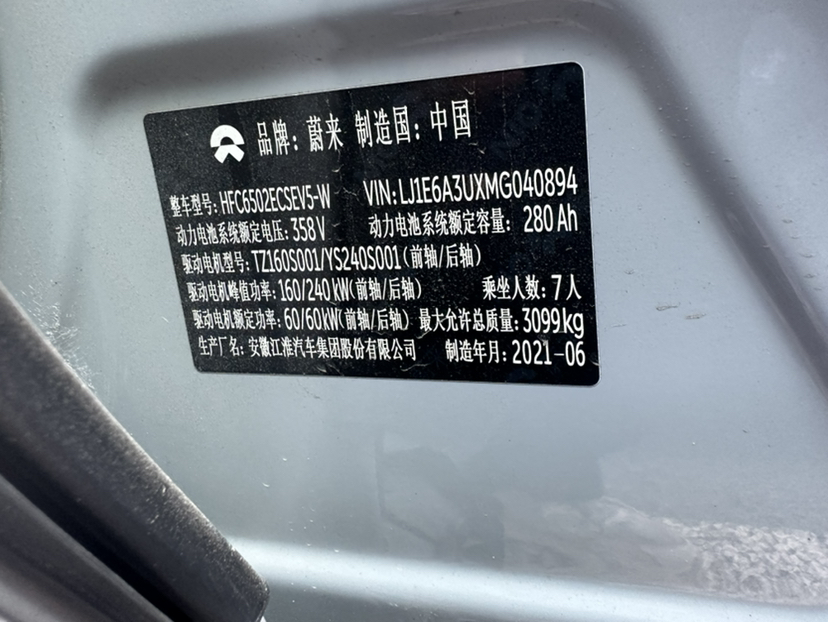 品牌: 蔚来 制造国: 中国
整车型号: HFC6502ECSEV5-W VIN: LJ1E6A3UXMG040894
动力电池系统额定电压: 358V 动力电池系统额定容量: 280 Ah
驱动电机型号: TZ160S001/YS240S001(前轴/后轴)
驱动电机峰值功率: 160/240 kW(前轴/后轴) 乘坐人数: 7人
驱动电机额定功率: 60/60kW(前轴/后轴) 最大允许总质量: 3099kg
生产厂名: 安徽江淮汽车集团股份有限公司 制造年月: 2021-06